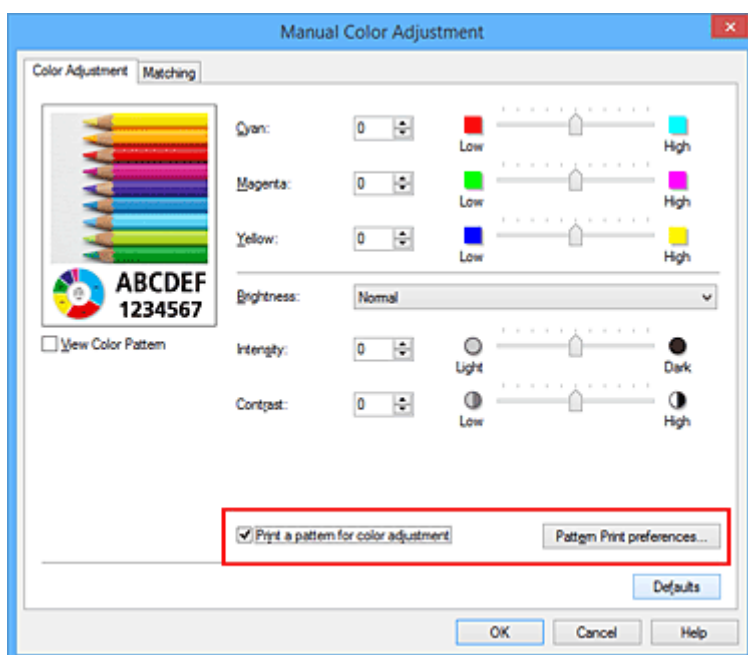 Manual Color Adjustment
Color Adjustment Matching
Cyan: 0 Low High
Magenta: 0 Low High
Yellow: 0 Low High
ABCDEF
1234567
View Color Pattern
Brightness: Normal
Intensity: 0 Light Dark
Contrast: 0 Low High
Print a pattern for color adjustment Pattern Print preferences...
Defaults
OK Cancel Help